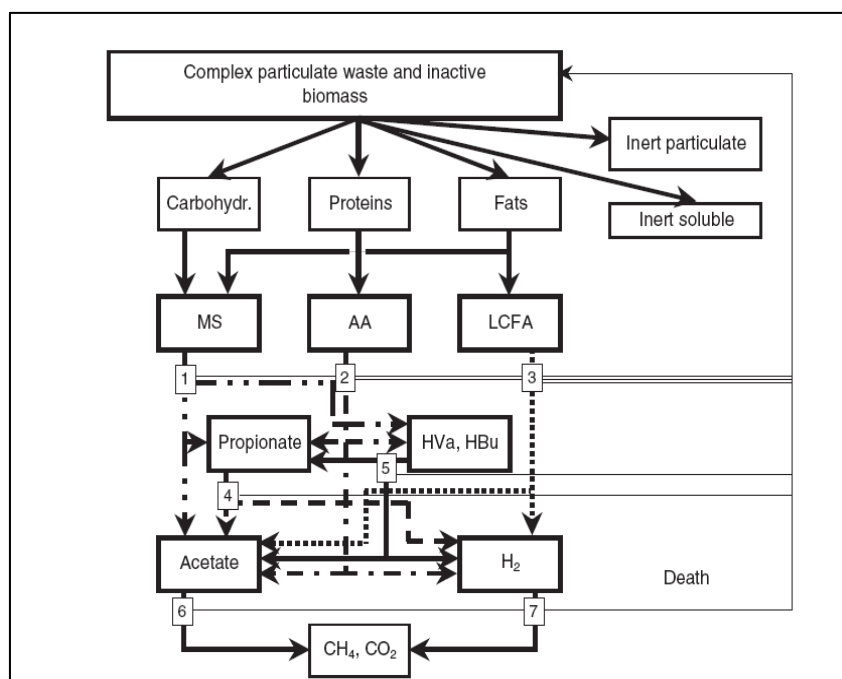 Complex particulate waste and inactive
biomass
Inert particulate
Carbohydr.
Proteins
Fats
Inert soluble
MS
AA
LCFA
1
2
3
Propionate
HVa, HBu
5
4
Acetate
H₂
Death
6
7
CH₄, CO₂